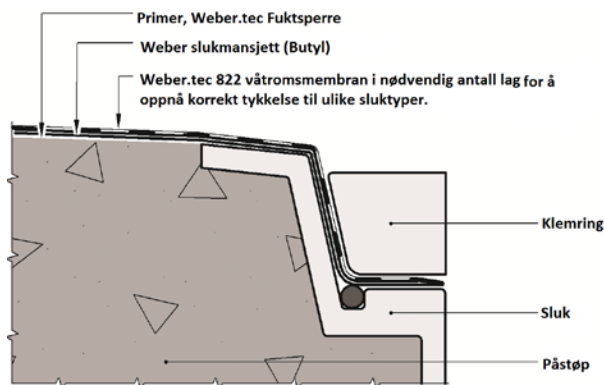 Primer, Weber.tec Fuktsperre
Weber slukmansjett (Butyl)
Weber.tec 822 våtromsmembran i nødvendig antall lag for å
oppnå korrekt tykkelse til ulike sluktyper.
Klemring
Sluk
Påstøp